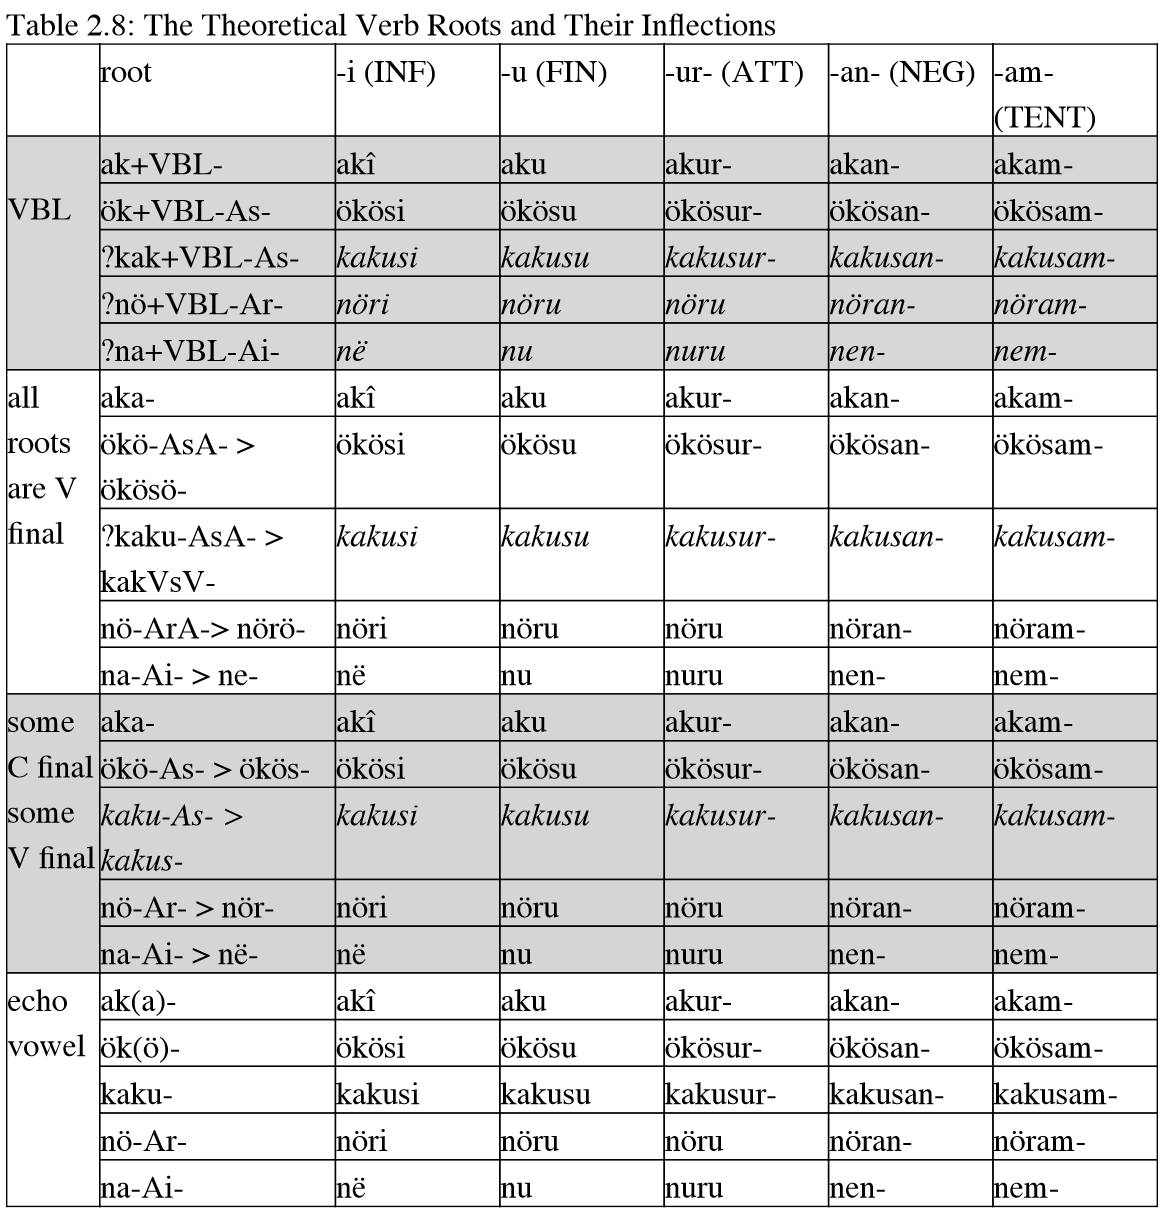 Table 2.8: The Theoretical Verb Roots and Their Inflections
root -i (INF) -u (FIN) -ur- (ATT) -an- (NEG) -am- (TENT)
VBL
ak+VBL- akî aku akur- akan- akam-
ök+VBL-As- ökösi ökösu ökösur- ökösan- ökösam-
?kak+VBL-As- kakusi kakusu kakusur- kakusan- kakusam-
?nö+VBL-Ar- nöri nöru nöru nöran- nöram-
?na+VBL-Ai- në nu nuru nen- nem-
all roots are V final
aka- akî aku akur- akan- akam-
ökö-AsA- > ökösö- ökösi ökösu ökösur- ökösan- ökösam-
?kaku-AsA- > kakVsV- kakusi kakusu kakusur- kakusan- kakusam-
nö-ArA-> nörö- nöri nöru nöru nöran- nöram-
na-Ai- > ne- në nu nuru nen- nem-
some C final some V final
aka- akî aku akur- akan- akam-
ökö-As- > ökös- ökösi ökösu ökösur- ökösan- ökösam-
kaku-As- > kakus- kakusi kakusu kakusur- kakusan- kakusam-
nö-Ar- > nör- nöri nöru nöru nöran- nöram-
na-Ai- > në- në nu nuru nen- nem-
echo vowel
ak(a)- akî aku akur- akan- akam-
ök(ö)- ökösi ökösu ökösur- ökösan- ökösam-
kaku- kakusi kakusu kakusur- kakusan- kakusam-
nö-Ar- nöri nöru nöru nöran- nöram-
na-Ai- në nu nuru nen- nem-